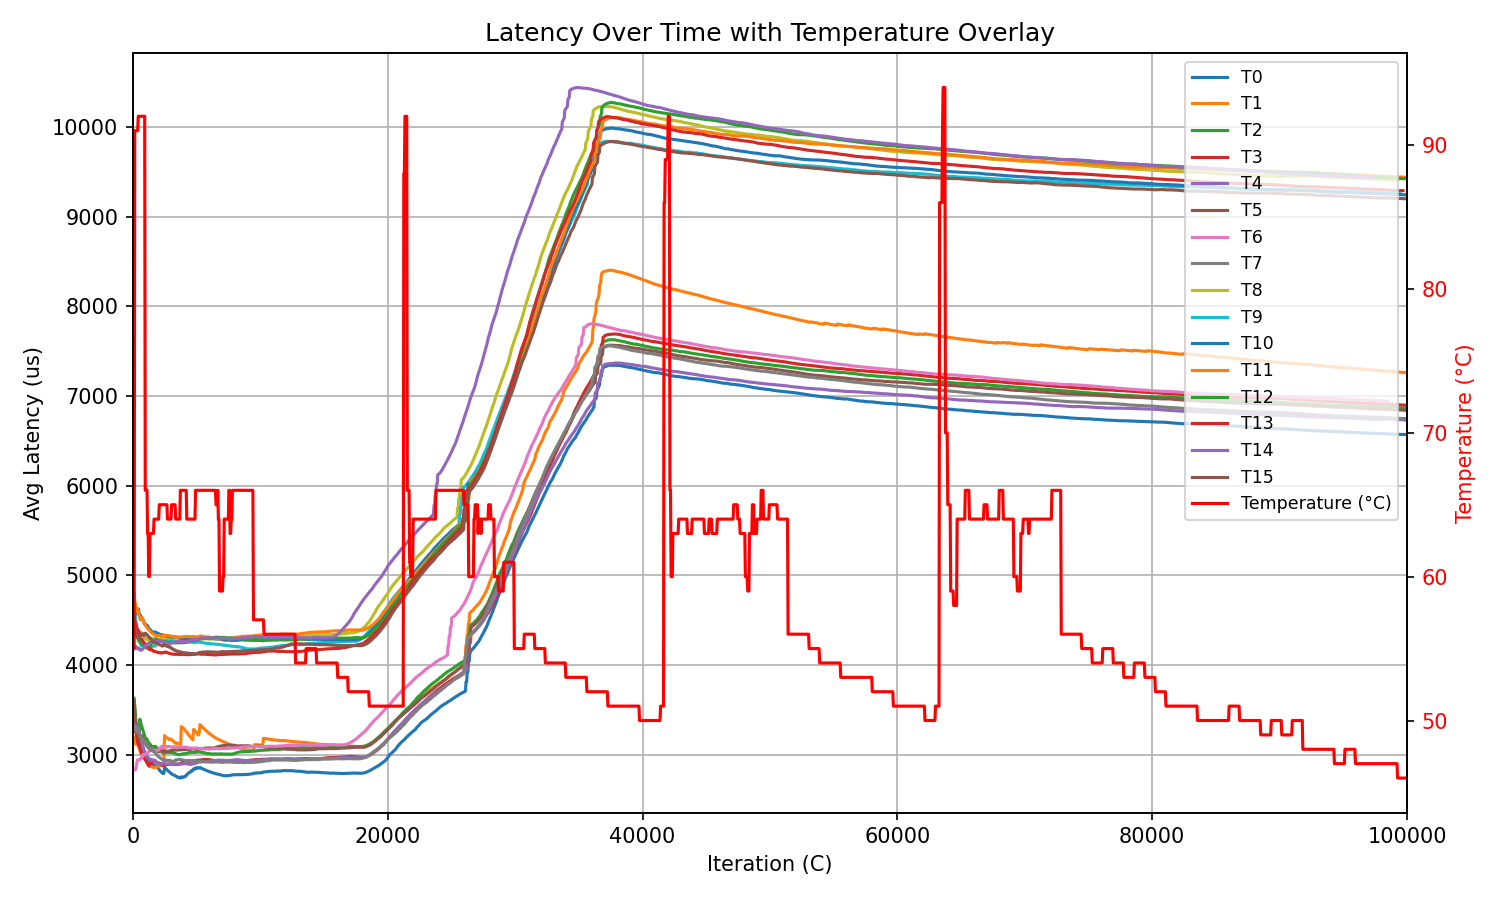 Latency Over Time with Temperature Overlay
Avg Latency (us)
10000
9000
8000
7000
6000
5000
4000
3000
T0
T1
T2
T3
T4
T5
T6
T7
T8
T9
T10
T11
T12
T13
T14
T15
Temperature (°C)
90
80
70
60
50
Temperature (°C)
0
20000
40000
60000
80000
100000
Iteration (C)